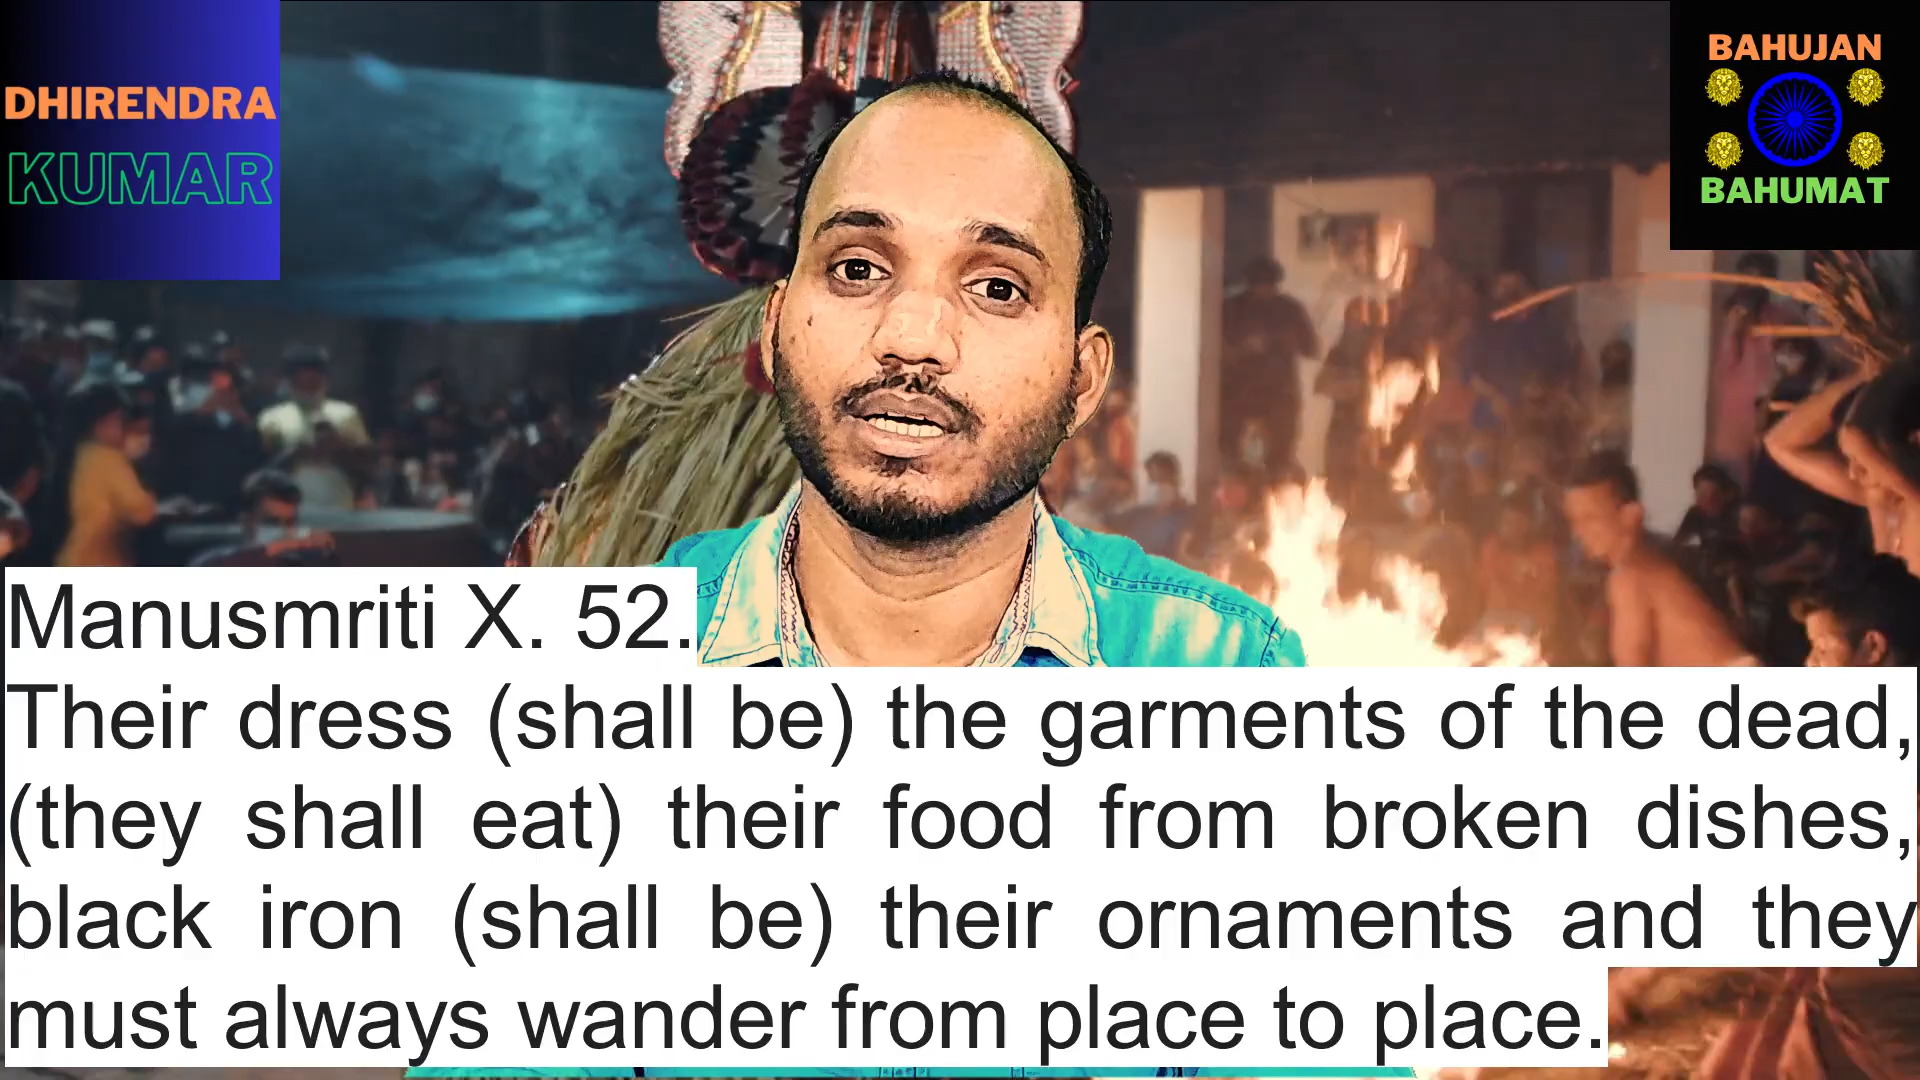 DHIRENDRA
KUMAR
BAHUJAN
BAHUMAT
Manusmriti X. 52.
Their dress (shall be) the garments of the dead,
(they shall eat) their food from broken dishes,
black iron (shall be) their ornaments and they
must always wander from place to place.